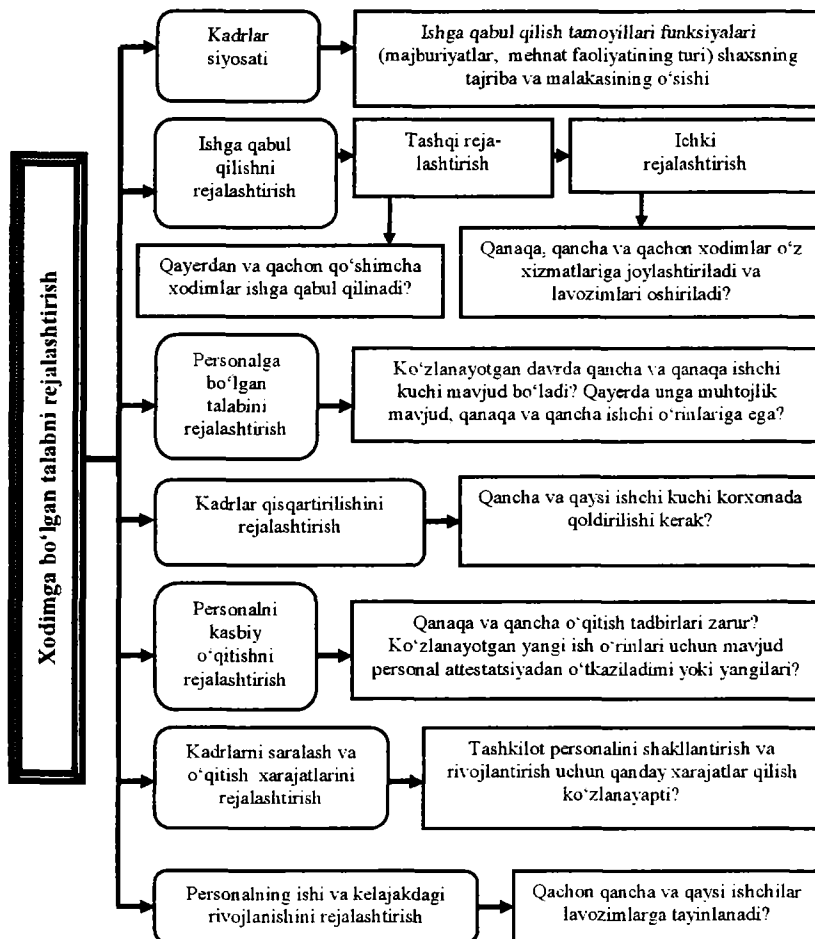 Xodimga bo‘lgan talabni rejalashtirish
Kadrlar
siyosati
Ishga qabul qilish tamoyillari funksiyalari
(majburiyatlar, mehnat faoliyatining turi) shaxsning
tajriba va malakasining o‘sishi
Ishga qabul
qilishni
rejalashtirish
Tashqi reja-
lashtirish
Ichki
rejalashtirish
Qayerdan va qachon qo‘shimcha
xodimlar ishga qabul qilinadi?
Qanaqa, qancha va qachon xodimlar o‘z
xizmatlariga joylashtiriladi va
lavozimlari oshiriladi?
Personalga
bo‘lgan
talabini
rejalashtirish
Ko‘zlanayotgan davrda qancha va qanaqa ishchi
kuchi mavjud bo‘ladi? Qayerda unga muhtojlik
mavjud, qanaqa va qancha ishchi o‘rinlariga ega?
Kadrlar qisqartirilishini
rejalashtirish
Qancha va qaysi ishchi kuchi korxonada
qoldirilishi kerak?
Personalni
kasbiy
o‘qitishni
rejalashtirish
Qanaqa va qancha o‘qitish tadbirlari zarur?
Ko‘zlanayotgan yangi ish o‘rinlari uchun mavjud
personal attestatsiyadan o‘tkaziladimi yoki yangilari?
Kadrlarni saralash va
o‘qitish xarajatlarini
rejalashtirish
Tashkilot personalini shakllantirish va
rivojlantirish uchun qanday xarajatlar qilish
ko‘zlanayapti?
Personalning ishi va kelajakdagi
rivojlanishini rejalashtirish
Qachon qancha va qaysi ishchilar
lavozimlarga tayinlanadi?